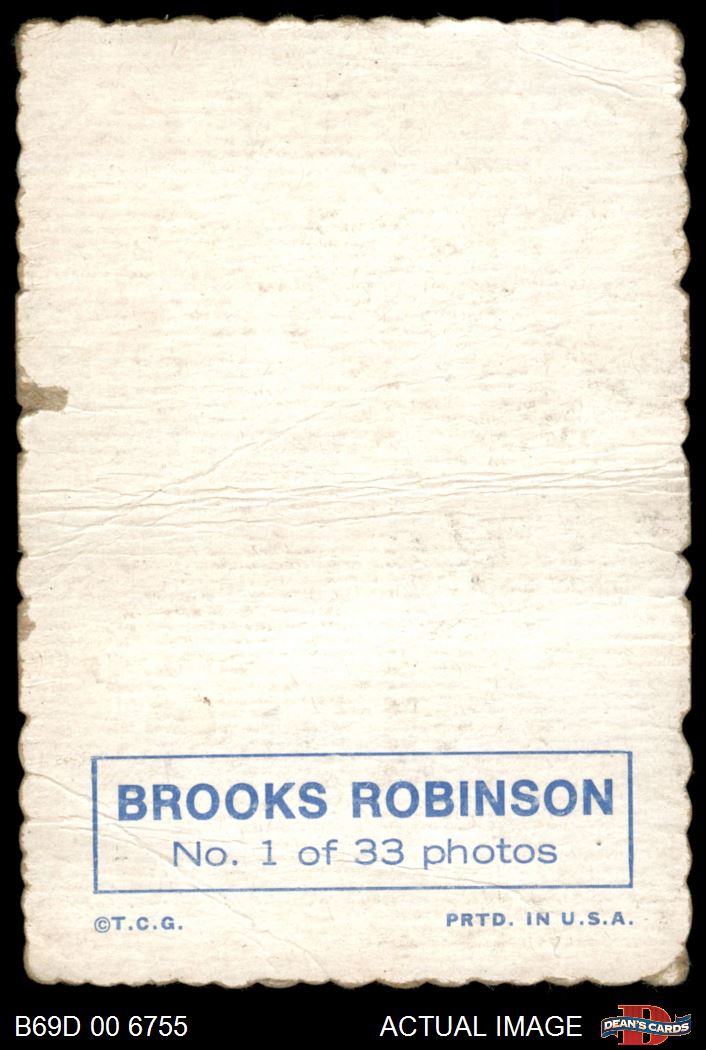 BROOKS ROBINSON
No. 1 of 33 photos
©T.C.G. PRTD. IN U.S.A.
B69D 00 6755 ACTUAL IMAGE DEAN'S CARDS